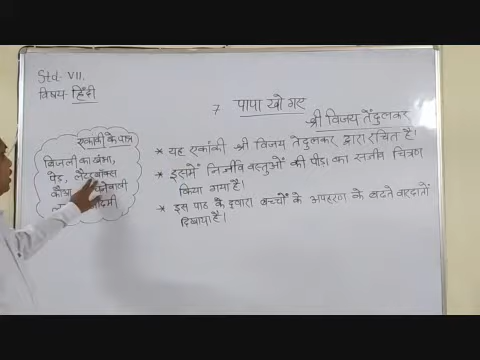 Std- VII.
विषय- हिंदी
7 पापा खो गए
श्री विजय तेंदुलकर
एकांकी के पात्र
बिजली का खंभा,
पेड़, लैटरबॉक्स
कौआ
* यह एकांकी श्री विजय तेंदुलकर द्वारा रचित है।
* इसमें निर्जीव वस्तुओं की पीड़ा का सजीव चित्रण
किया गया है।
* इस पाठ के द्वारा बच्चों के अपहरण के बढते वारदातों
दिखाया है।